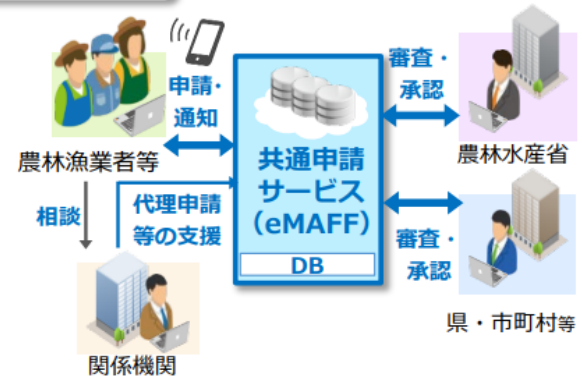 申請・
通知
農林漁業者等
相談
代理申請
等の支援
関係機関
共通申請
サービス
（eMAFF）
DB
審査・
承認
農林水産省
審査・
承認
県・市町村等